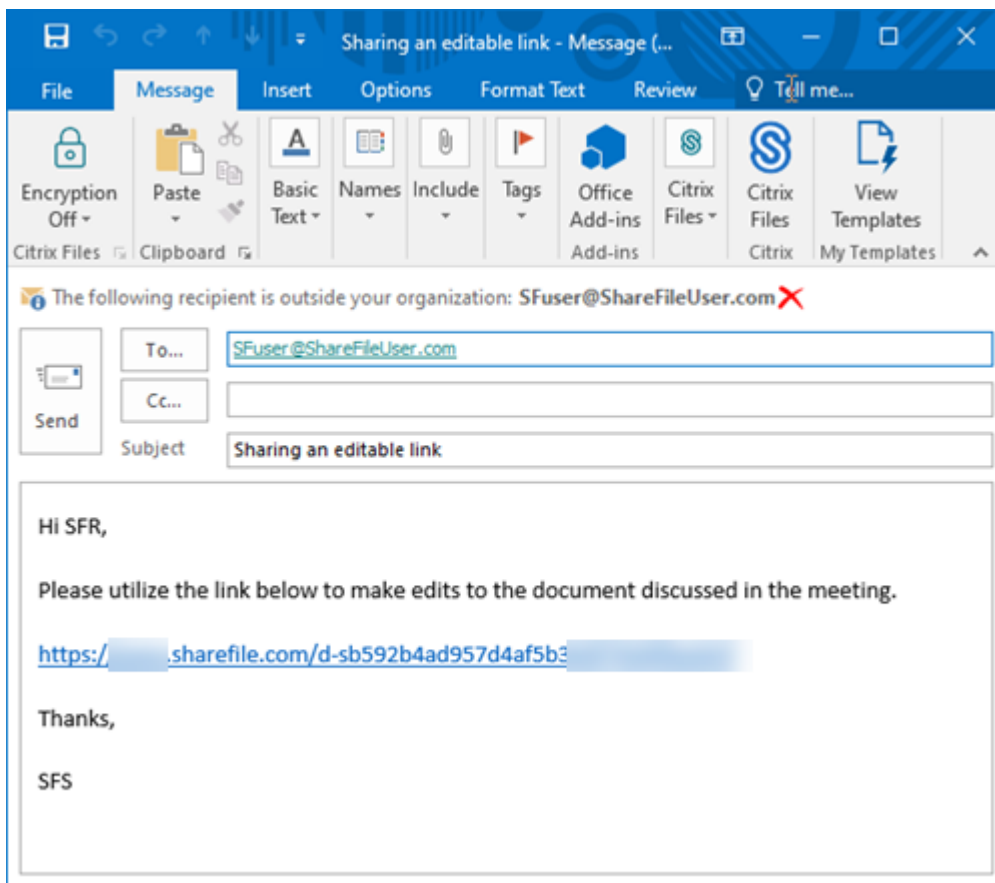 Sharing an editable link - Message (...
File Message Insert Options Format Text Review Tell me...
Encryption Off Paste Basic Text Names Include Tags Office Add-ins Citrix Files Citrix Files View Templates
Citrix Files Clipboard Add-ins Citrix My Templates
The following recipient is outside your organization: SFuser@ShareFileUser.com
To... SFuser@ShareFileUser.com
Cc...
Send
Subject Sharing an editable link
Hi SFR,
Please utilize the link below to make edits to the document discussed in the meeting.
https:/ .sharefile.com/d-sb592b4ad957d4af5b3
Thanks,
SFS